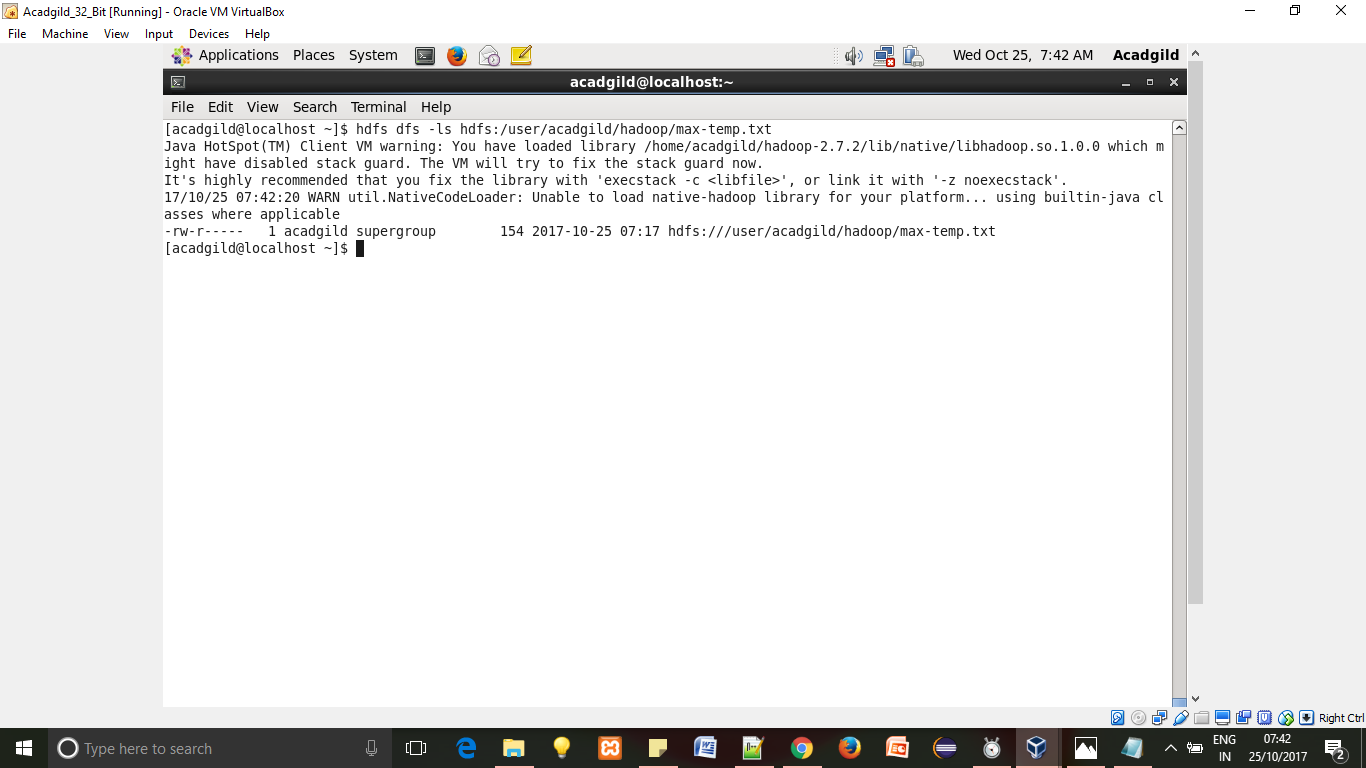 Acadgild_32_Bit [Running] - Oracle VM VirtualBox
File Machine View Input Devices Help
Applications Places System Wed Oct 25, 7:42 AM Acadgild
acadgild@localhost:~
File Edit View Search Terminal Help
[acadgild@localhost ~]$ hdfs dfs -ls hdfs:/user/acadgild/hadoop/max-temp.txt
Java HotSpot(TM) Client VM warning: You have loaded library /home/acadgild/hadoop-2.7.2/lib/native/libhadoop.so.1.0.0 which m
ight have disabled stack guard. The VM will try to fix the stack guard now.
It's highly recommended that you fix the library with 'execstack -c <libfile>', or link it with '-z noexecstack'.
17/10/25 07:42:20 WARN util.NativeCodeLoader: Unable to load native-hadoop library for your platform... using builtin-java cl
asses where applicable
-rw-r----- 1 acadgild supergroup 154 2017-10-25 07:17 hdfs:///user/acadgild/hadoop/max-temp.txt
[acadgild@localhost ~]$
Right Ctrl
Type here to search
ENG 07:42
IN 25/10/2017 2